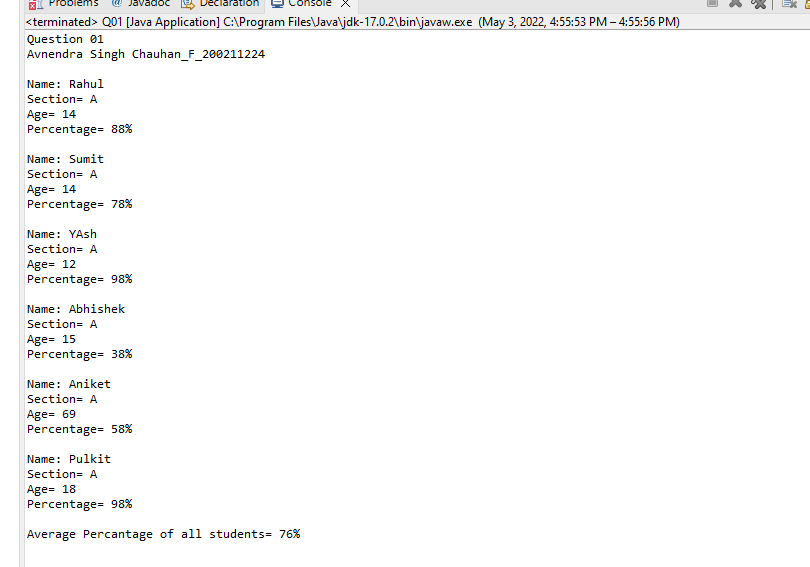 Problems Javadoc Declaration Console
<terminated> Q01 [Java Application] C:\Program Files\Java\jdk-17.0.2\bin\javaw.exe (May 3, 2022, 4:55:53 PM – 4:55:56 PM)
Question 01
Avnendra Singh Chauhan_F_200211224
Name: Rahul
Section= A
Age= 14
Percentage= 88%
Name: Sumit
Section= A
Age= 14
Percentage= 78%
Name: YAsh
Section= A
Age= 12
Percentage= 98%
Name: Abhishek
Section= A
Age= 15
Percentage= 38%
Name: Aniket
Section= A
Age= 69
Percentage= 58%
Name: Pulkit
Section= A
Age= 18
Percentage= 98%
Average Percantage of all students= 76%